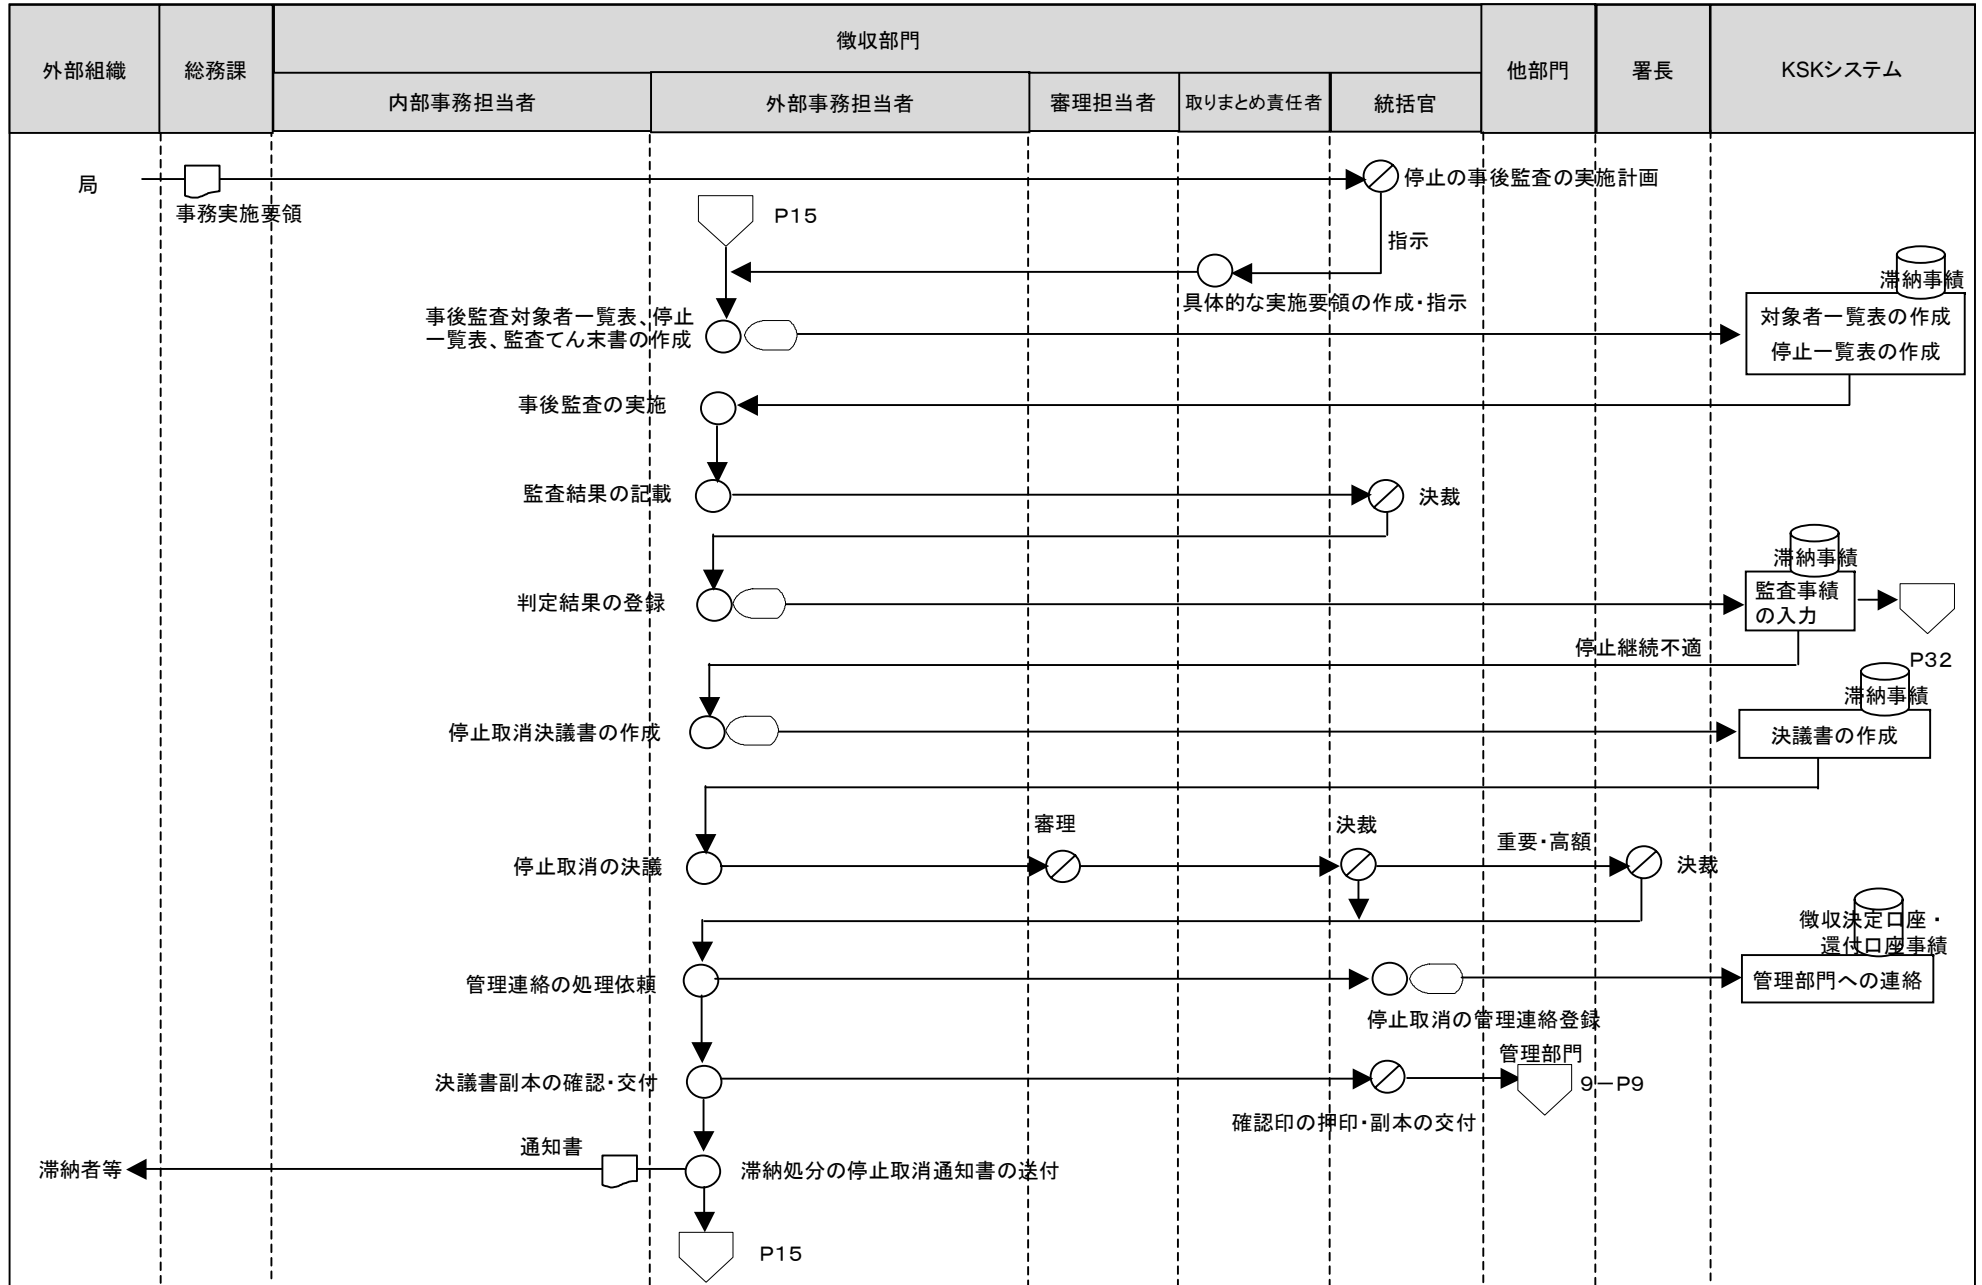 外部組織
総務課
徴収部門
内部事務担当者
外部事務担当者
審理担当者
取りまとめ責任者
統括官
他部門
署長
KSKシステム
局
事務実施要領
停止の事後監査の実施計画
P15
指示
具体的な実施要領の作成・指示
滞納事績
事後監査対象者一覧表、停止
一覧表、監査てん末書の作成
対象者一覧表の作成
停止一覧表の作成
事後監査の実施
監査結果の記載
決裁
滞納事績
判定結果の登録
監査事績
の入力
停止継続不適
P32
滞納事績
停止取消決議書の作成
決議書の作成
審理
決裁
重要・高額
停止取消の決議
決裁
徴収決定口座・
還付口座事績
管理連絡の処理依頼
管理部門への連絡
停止取消の管理連絡登録
管理部門
決議書副本の確認・交付
9－P9
確認印の押印・副本の交付
通知書
滞納者等
滞納処分の停止取消通知書の送付
P15